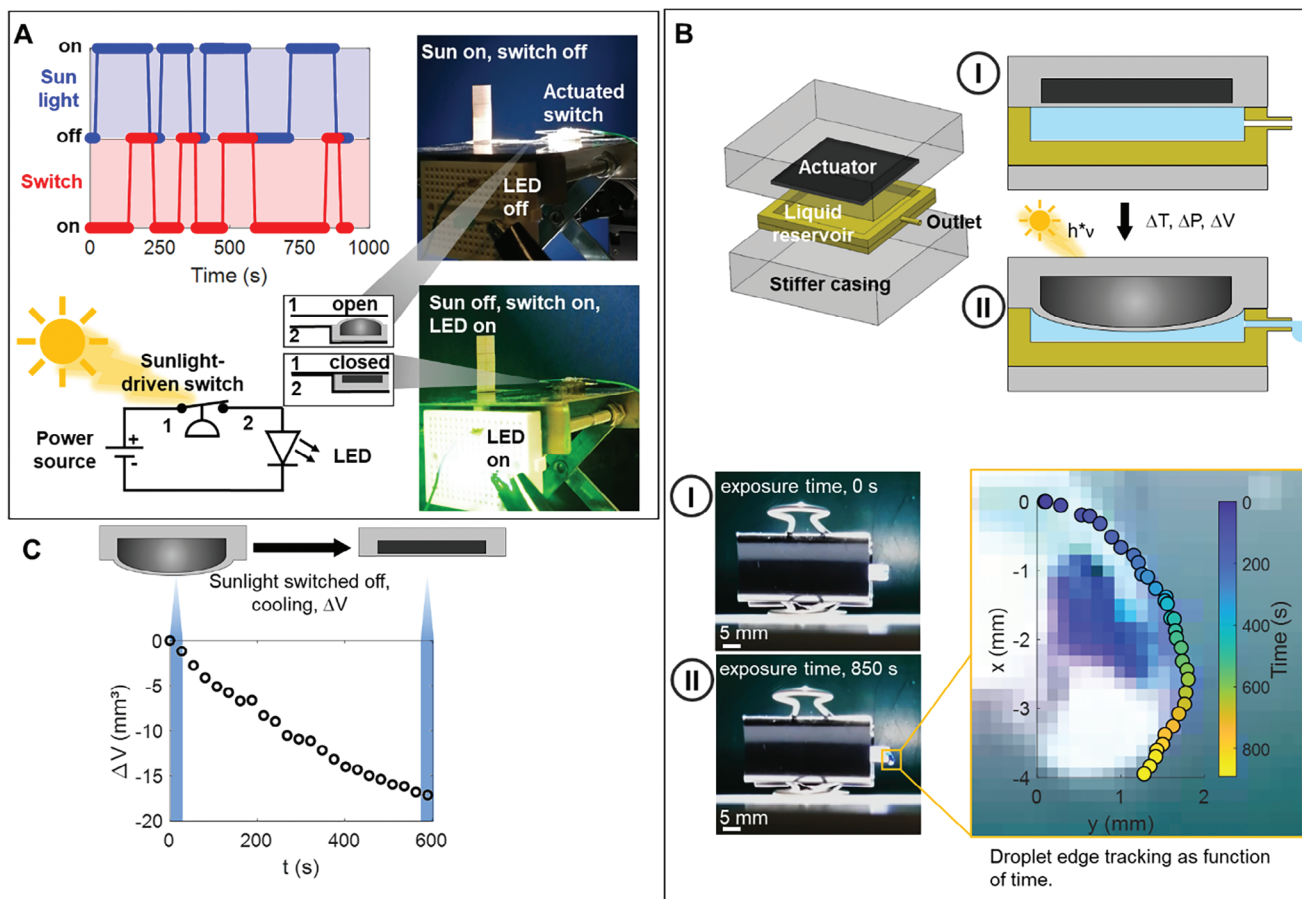 A
on
Sun
light
off
Switch
on
0
250
500
750
1000
Time (s)
Sun on, switch off
Actuated
switch
LED
off
Sunlight-
driven switch
1
open
2
1
closed
2
Power
source
+
-
1
2
LED
Sun off, switch on,
LED on
LED
on
B
Actuator
Liquid
reservoir
Outlet
Stiffer casing
I
h*ν
ΔT, ΔP, ΔV
II
I
exposure time, 0 s
5 mm
II
exposure time, 850 s
5 mm
0
-1
-2
-3
-4
x (mm)
0
1
2
y (mm)
0
200
400
600
800
Time (s)
Droplet edge tracking as function
of time.
C
Sunlight switched off,
cooling, ΔV
0
-5
-10
-15
-20
ΔV (mm³)
0
200
400
600
t (s)